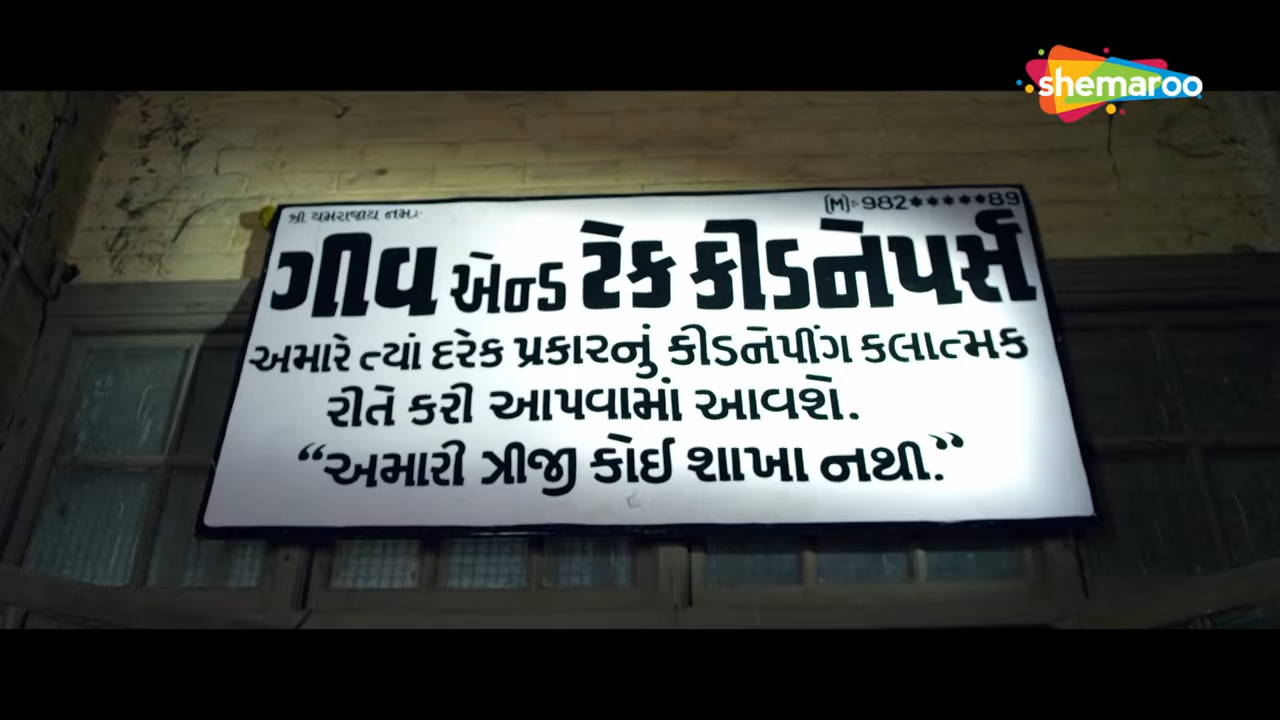 shemaroo
શ્રી યમરાજાય નમઃ
(M):-982*****89
ગીવ એન્ડ ટેક કીડનેપર્સ
અમારે ત્યાં દરેક પ્રકારનું કીડનેપીંગ કલાત્મક
રીતે કરી આપવામાં આવશે.
“અમારી ત્રીજી કોઈ શાખા નથી.”